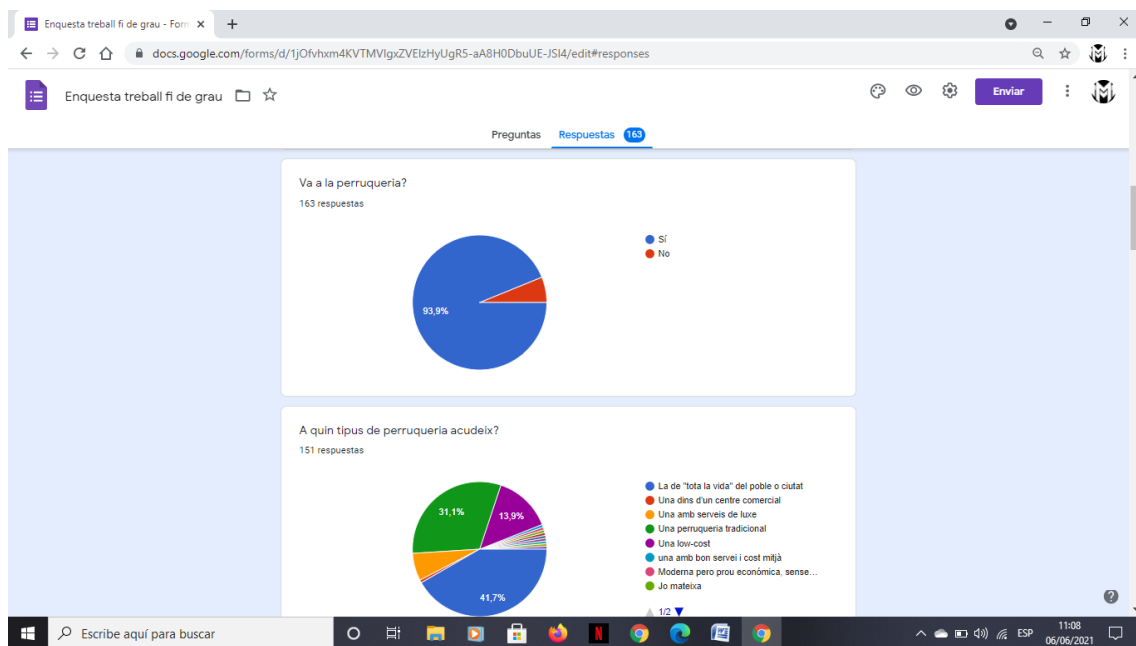 Enquesta treball fi de grau - Form
docs.google.com/forms/d/1jOfvhxm4KVTMVIgxZVElzHyUgR5-aA8H0DbuUE-JSI4/edit#responses
Enquesta treball fi de grau
Enviar
Preguntas Respuestas 163
Va a la perruqueria?
163 respuestas
Sí
No
93,9%
A quin tipus de perruqueria acudeix?
151 respuestas
La de "tota la vida" del poble o ciutat
Una dins d'un centre comercial
Una amb serveis de luxe
Una perruqueria tradicional
Una low-cost
una amb bon servei i cost mitjà
Moderna pero prou económica, sense...
Jo mateixa
1/2
31,1%
13,9%
41,7%
Escribe aquí para buscar
ESP
11:08
06/06/2021